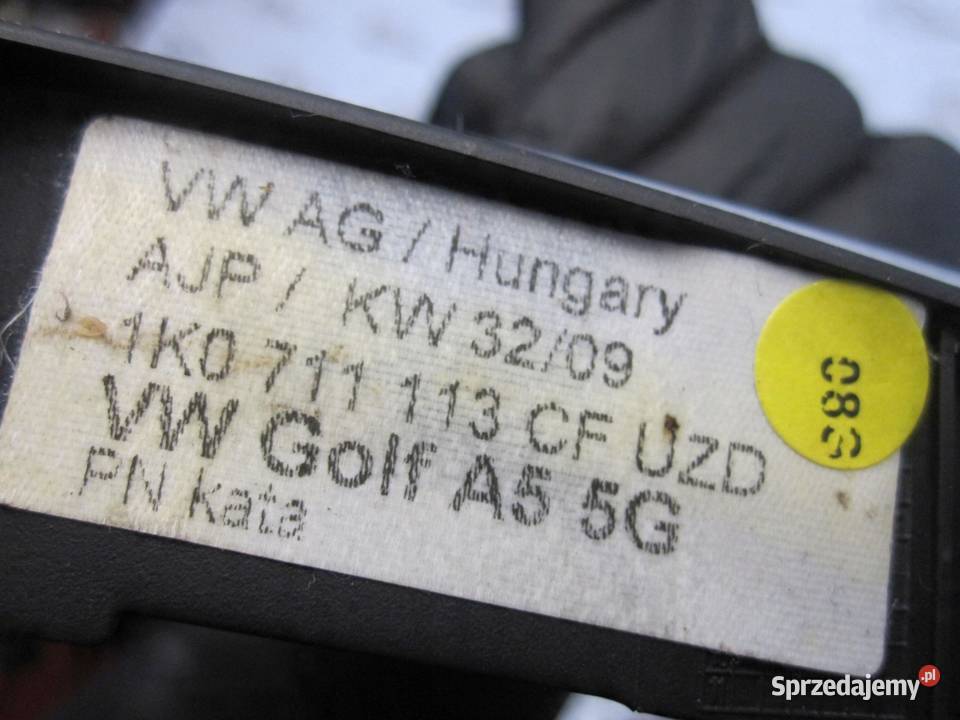 VW AG / Hungary
AJP / KW 32/09
1K0 711 113 CF UZD
VW Golf A5 5G
PN Kata
Sprzedajemy.pl